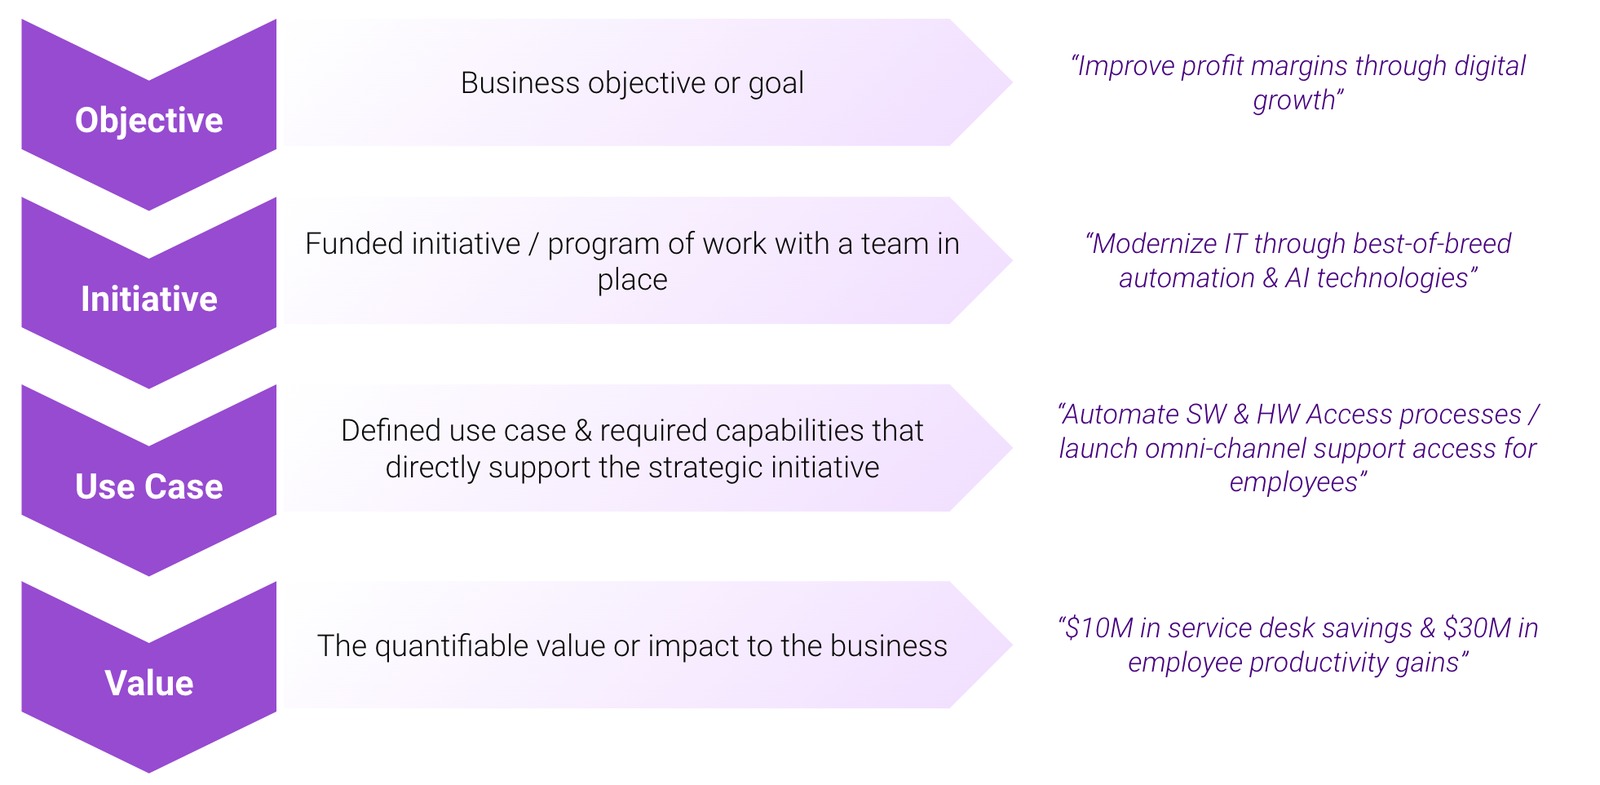 Objective
Business objective or goal
“Improve profit margins through digital
growth”
Initiative
Funded initiative / program of work with a team in
place
“Modernize IT through best-of-breed
automation & AI technologies”
Use Case
Defined use case & required capabilities that
directly support the strategic initiative
“Automate SW & HW Access processes /
launch omni-channel support access for
employees”
Value
The quantifiable value or impact to the business
“$10M in service desk savings & $30M in
employee productivity gains”